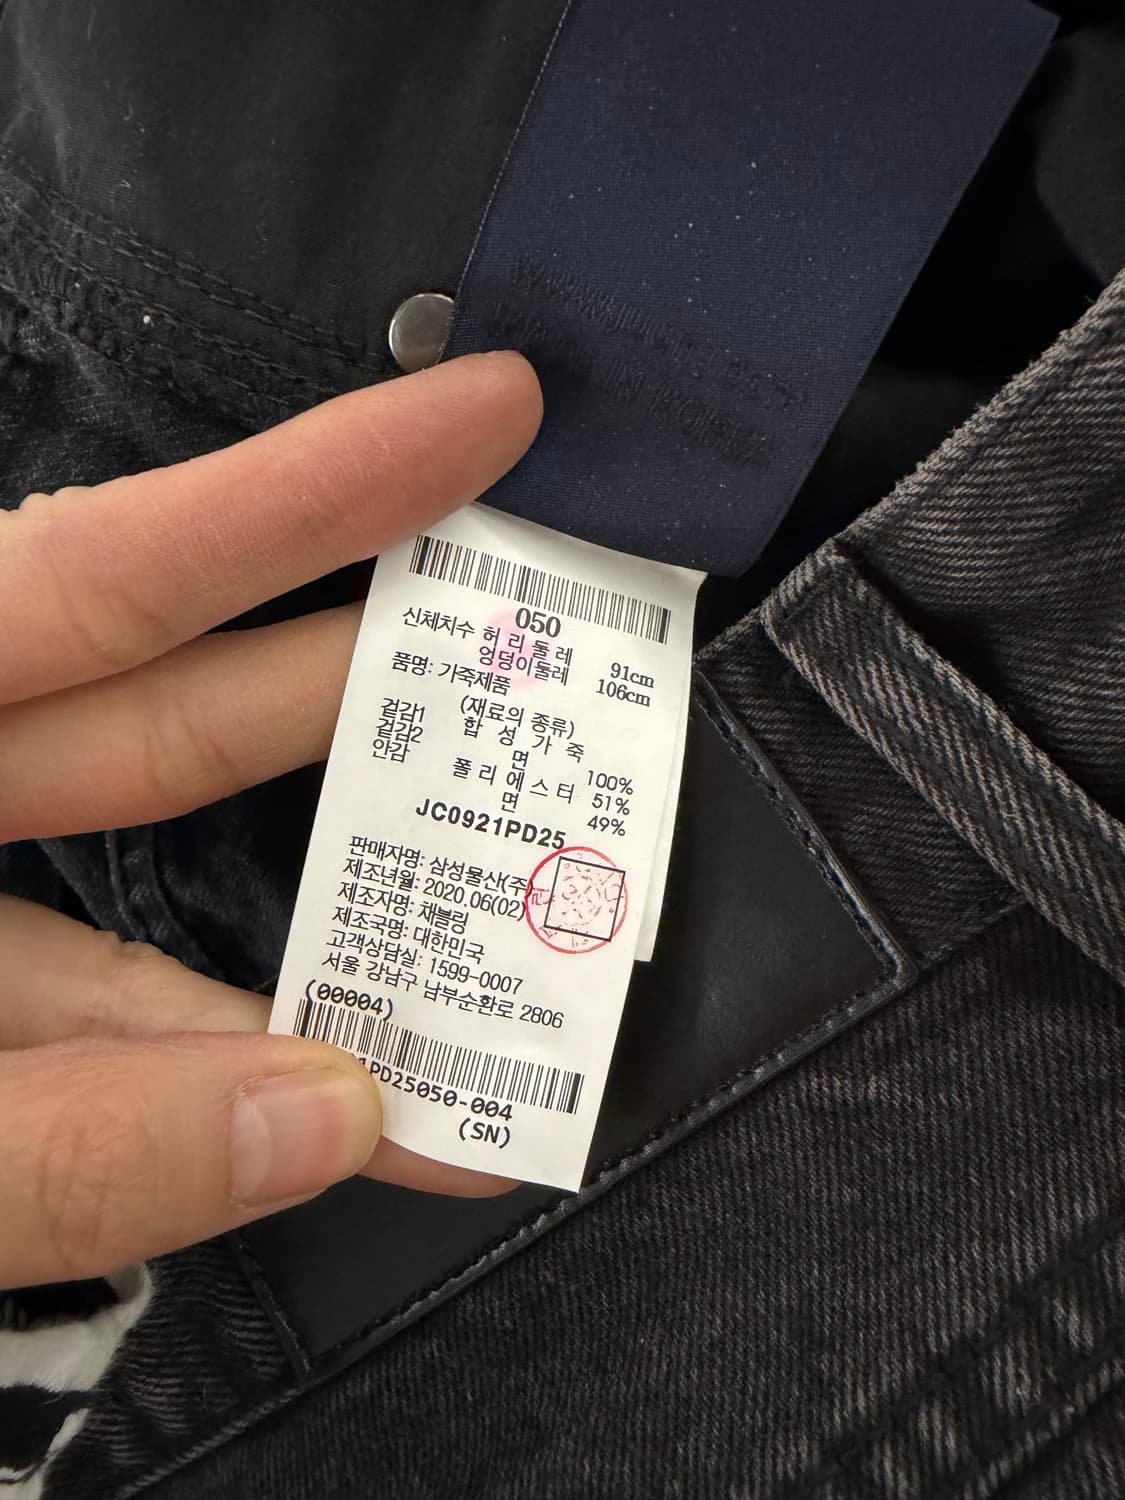 IN KOREA
050
신체치수 허리둘레 91cm
엉덩이둘레 106cm
품명: 가죽제품
(재료의 종류)
겉감1 합성가죽
겉감2 면 100%
안감 폴리에스터 51%
면 49%
JC0921PD25
판매자명: 삼성물산(주
제조년월: 2020.06(02)
제조자명: 채블링
제조국명: 대한민국
고객상담실: 1599-0007
서울 강남구 남부순환로 2806
(00004)
1PD25050-004
(SN)